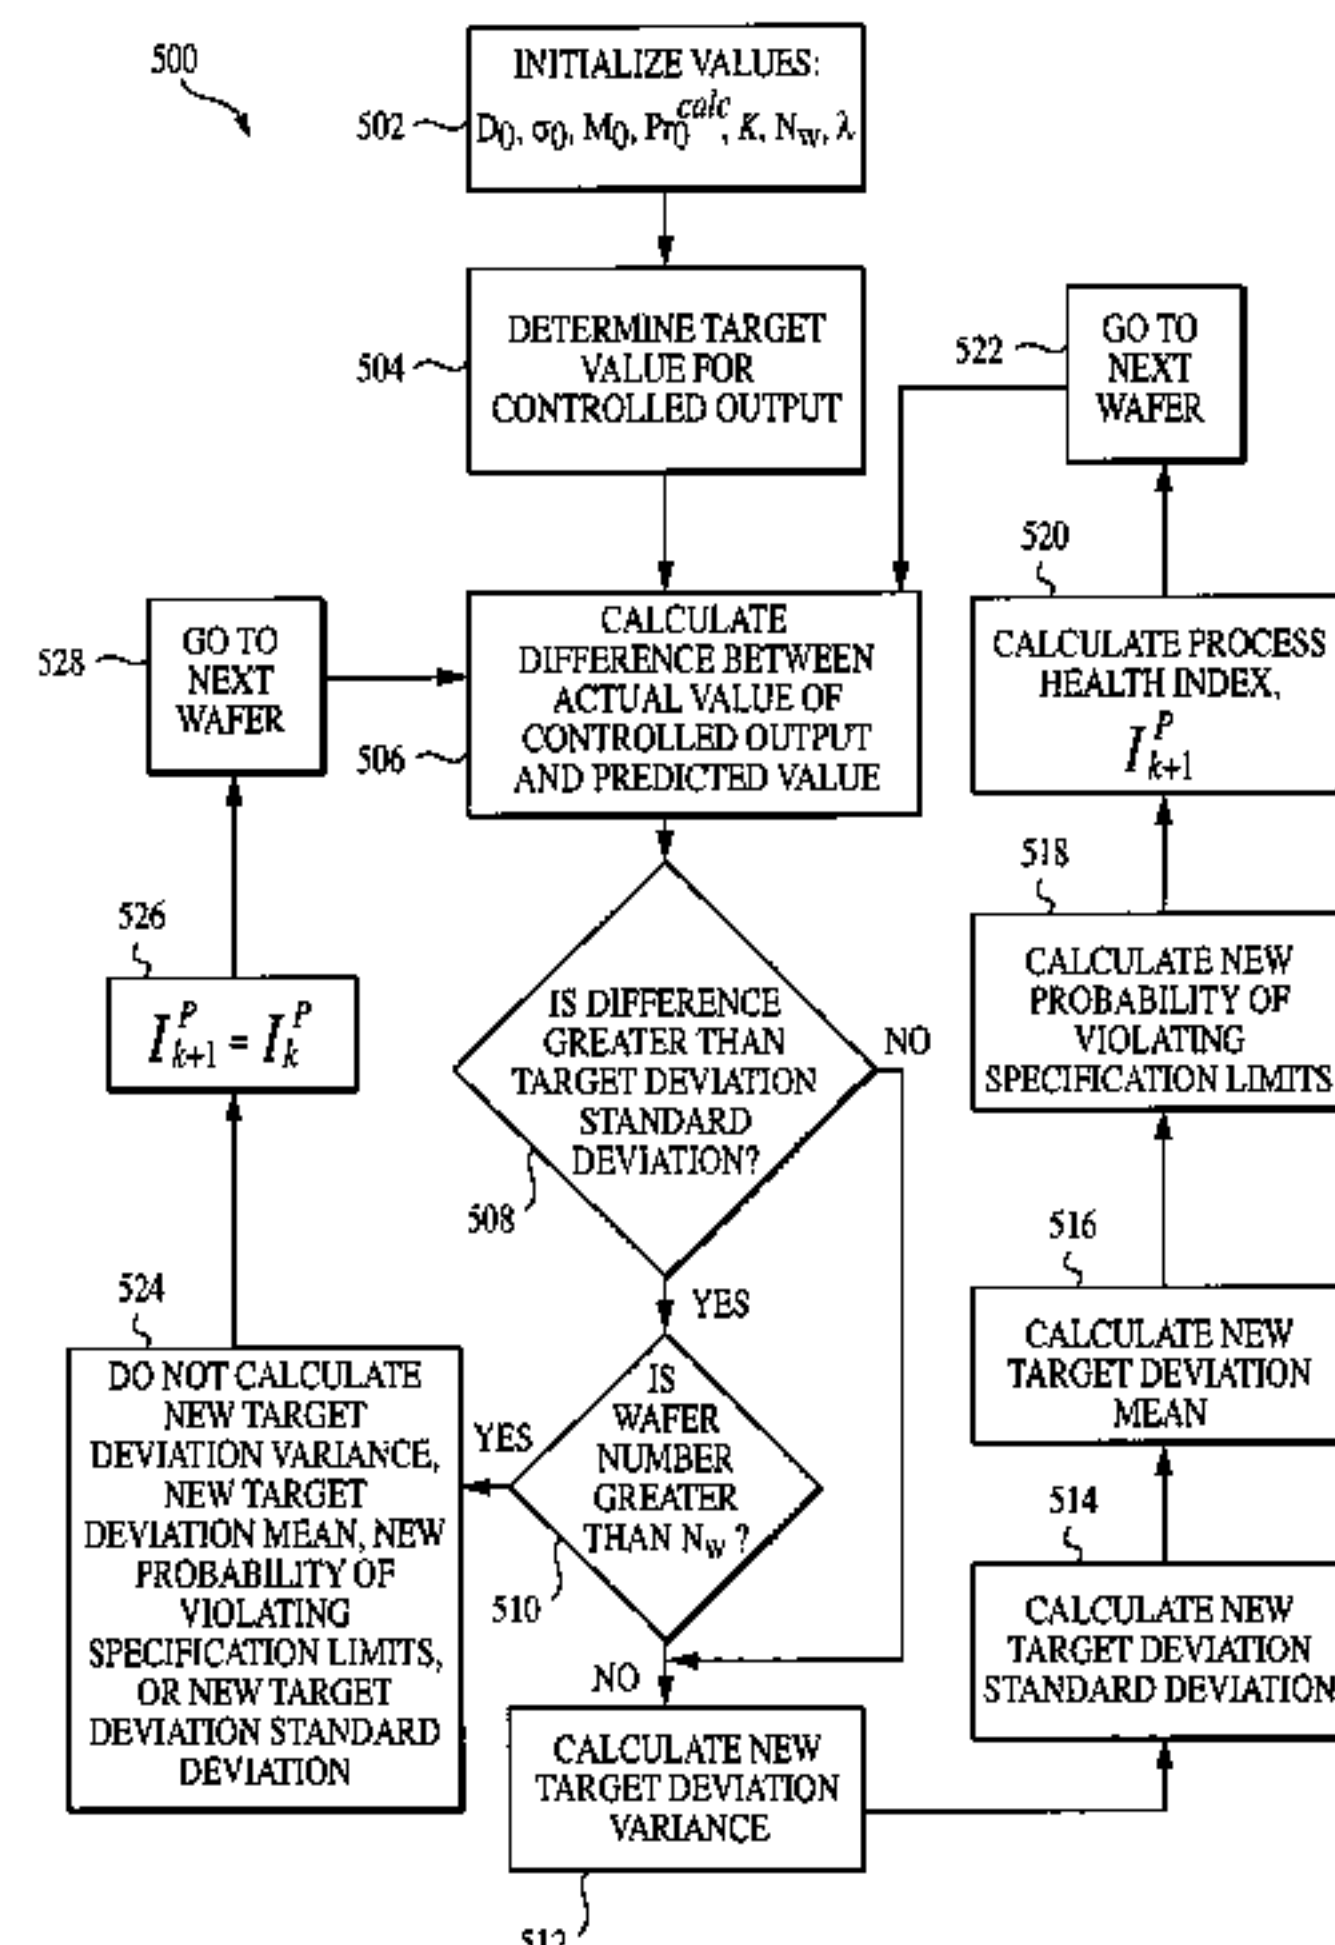 500
502
INITIALIZE VALUES:
D0, σ0, M0, Pr0^calc, K, Nw, λ
504
DETERMINE TARGET
VALUE FOR
CONTROLLED OUTPUT
522
GO TO
NEXT
WAFER
520
CALCULATE PROCESS
HEALTH INDEX,
I^P_k+1
528
GO TO
NEXT
WAFER
506
CALCULATE
DIFFERENCE BETWEEN
ACTUAL VALUE OF
CONTROLLED OUTPUT
AND PREDICTED VALUE
518
CALCULATE NEW
PROBABILITY OF
VIOLATING
SPECIFICATION LIMITS
526
I^P_k+1 = I^P_k
508
IS DIFFERENCE
GREATER THAN
TARGET DEVIATION
STANDARD
DEVIATION?
NO
YES
516
CALCULATE NEW
TARGET DEVIATION
MEAN
524
DO NOT CALCULATE
NEW TARGET
DEVIATION VARIANCE,
NEW TARGET
DEVIATION MEAN, NEW
PROBABILITY OF
VIOLATING
SPECIFICATION LIMITS,
OR NEW TARGET
DEVIATION STANDARD
DEVIATION
YES
510
IS
WAFER
NUMBER
GREATER
THAN Nw ?
NO
514
CALCULATE NEW
TARGET DEVIATION
STANDARD DEVIATION
CALCULATE NEW
TARGET DEVIATION
VARIANCE
512